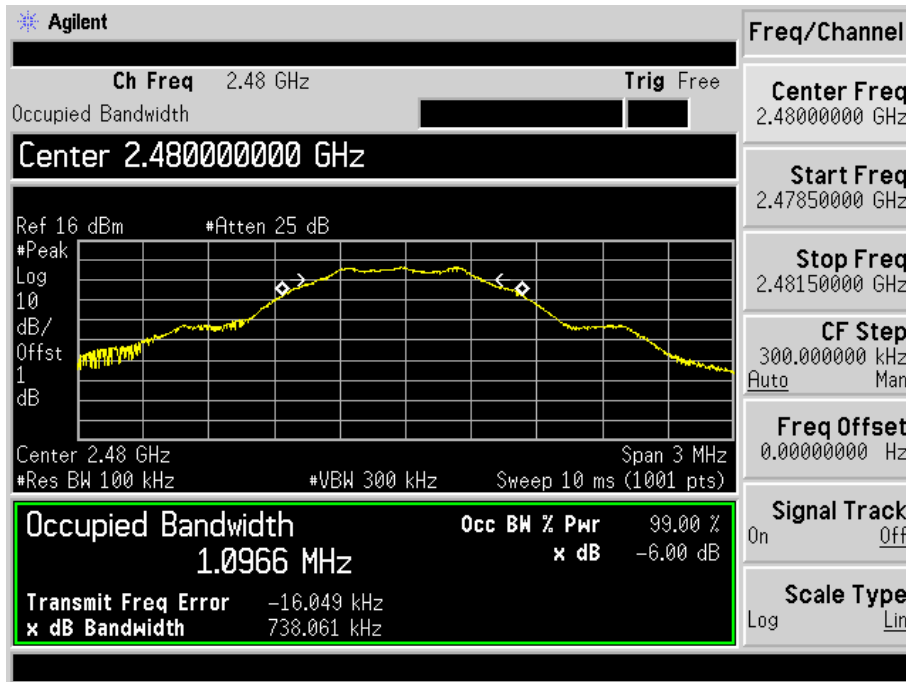 Agilent
Ch Freq 2.48 GHz Trig Free
Occupied Bandwidth
Center 2.480000000 GHz
Ref 16 dBm #Atten 25 dB
#Peak
Log
10
dB/
Offst
1
dB
Center 2.48 GHz Span 3 MHz
#Res BW 100 kHz #VBW 300 kHz Sweep 10 ms (1001 pts)
Occupied Bandwidth Occ BW % Pwr 99.00 %
1.0966 MHz x dB -6.00 dB
Transmit Freq Error -16.049 kHz
x dB Bandwidth 738.061 kHz
Freq/Channel
Center Freq
2.48000000 GHz
Start Freq
2.47850000 GHz
Stop Freq
2.48150000 GHz
CF Step
300.000000 kHz
Auto Man
Freq Offset
0.00000000 Hz
Signal Track
On Off
Scale Type
Log Lin